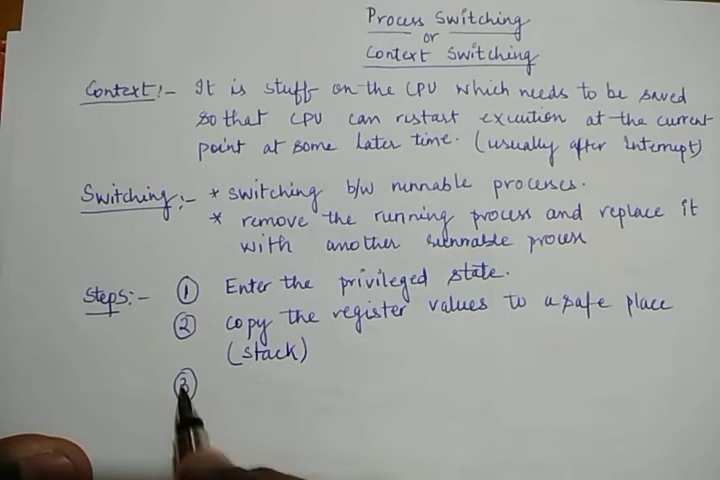 Process Switching
or
Context Switching
Context:- It is stuff on the CPU which needs to be saved
so that CPU can restart execution at the current
point at some later time. (usually after interrupt)
Switching:- * switching b/w runnable processes.
* remove the running process and replace it
with another runnable process
Steps:- ① Enter the privileged state.
② copy the register values to a safe place
(stack)
③